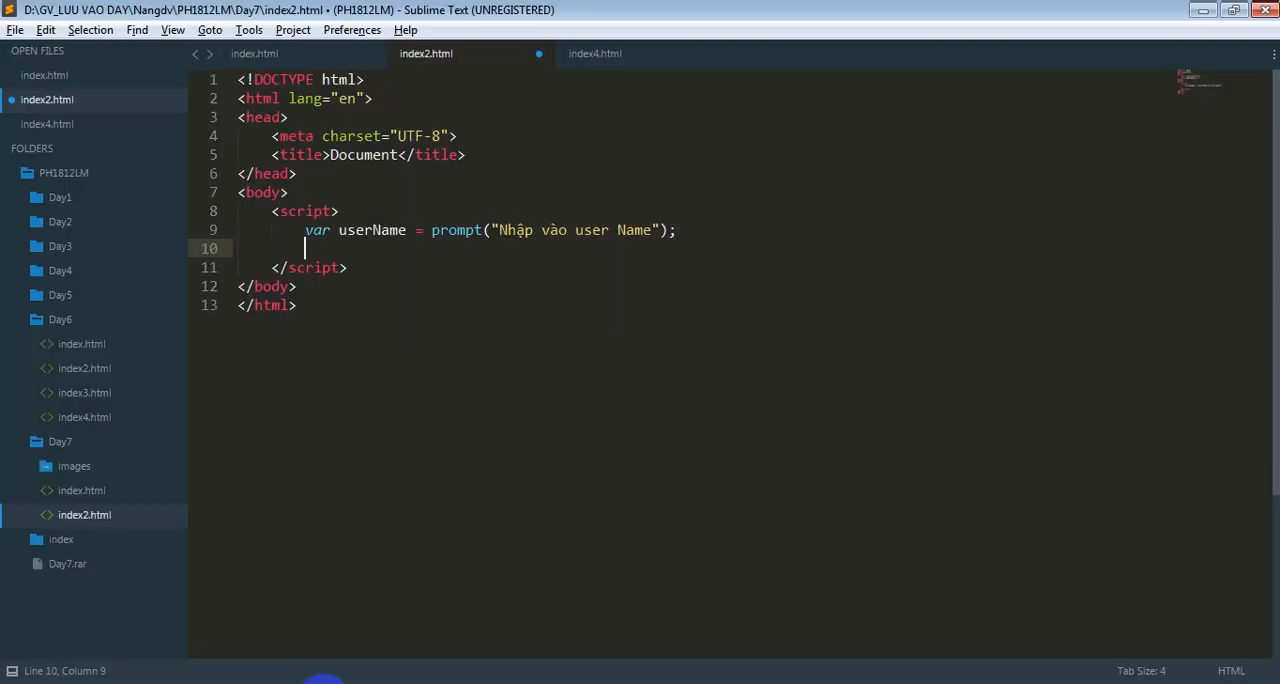 D:\GV_LUU VAO DAY\Nangdv\PH1812LM\Day7\index2.html • (PH1812LM) - Sublime Text (UNREGISTERED)
File Edit Selection Find View Goto Tools Project Preferences Help
OPEN FILES
index.html
index2.html
index4.html
FOLDERS
PH1812LM
Day1
Day2
Day3
Day4
Day5
Day6
index.html
index2.html
index3.html
index4.html
Day7
images
index.html
index2.html
index
Day7.rar
index.html index2.html index4.html
1 <!DOCTYPE html>
2 <html lang="en">
3 <head>
4 <meta charset="UTF-8">
5 <title>Document</title>
6 </head>
7 <body>
8 <script>
9 var userName = prompt("Nhập vào user Name");
10
11 </script>
12 </body>
13 </html>
Line 10, Column 9
Tab Size: 4 HTML